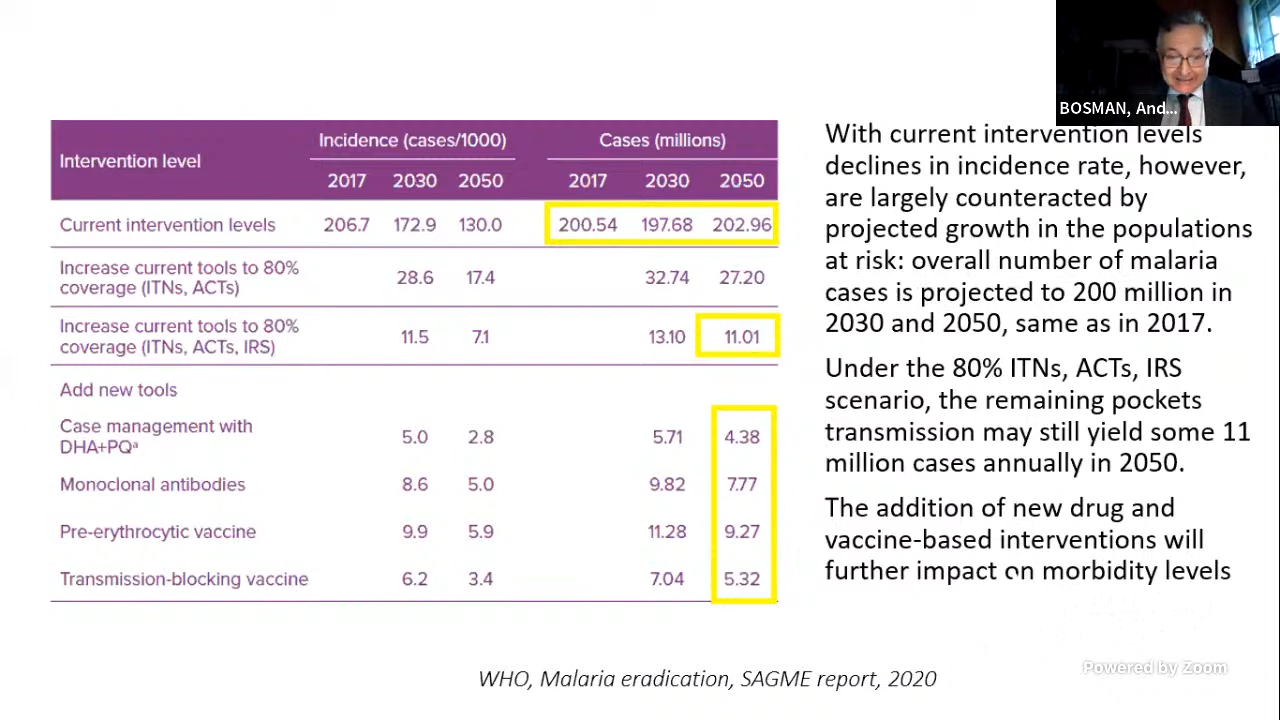 BOSMAN, And...
Intervention level Incidence (cases/1000) Cases (millions)
2017 2030 2050 2017 2030 2050
Current intervention levels 206.7 172.9 130.0 200.54 197.68 202.96
Increase current tools to 80%
coverage (ITNs, ACTs) 28.6 17.4 32.74 27.20
Increase current tools to 80%
coverage (ITNs, ACTs, IRS) 11.5 7.1 13.10 11.01
Add new tools
Case management with
DHA+PQᵃ 5.0 2.8 5.71 4.38
Monoclonal antibodies 8.6 5.0 9.82 7.77
Pre-erythrocytic vaccine 9.9 5.9 11.28 9.27
Transmission-blocking vaccine 6.2 3.4 7.04 5.32
With current intervention levels
declines in incidence rate, however,
are largely counteracted by
projected growth in the populations
at risk: overall number of malaria
cases is projected to 200 million in
2030 and 2050, same as in 2017.
Under the 80% ITNs, ACTs, IRS
scenario, the remaining pockets
transmission may still yield some 11
million cases annually in 2050.
The addition of new drug and
vaccine-based interventions will
further impact on morbidity levels
WHO, Malaria eradication, SAGME report, 2020
Powered by Zoom